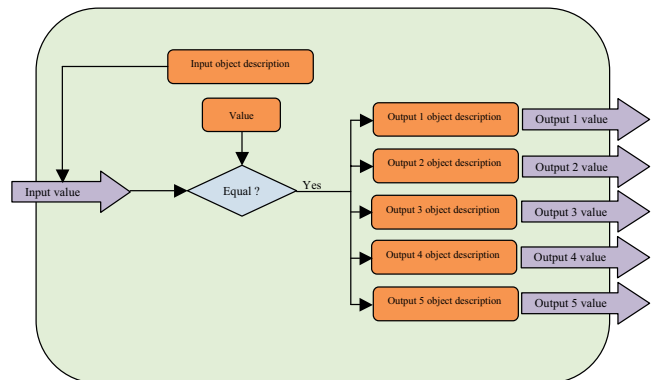 Input object description
Value
Input value
Equal ?
Yes
Output 1 object description
Output 1 value
Output 2 object description
Output 2 value
Output 3 object description
Output 3 value
Output 4 object description
Output 4 value
Output 5 object description
Output 5 value